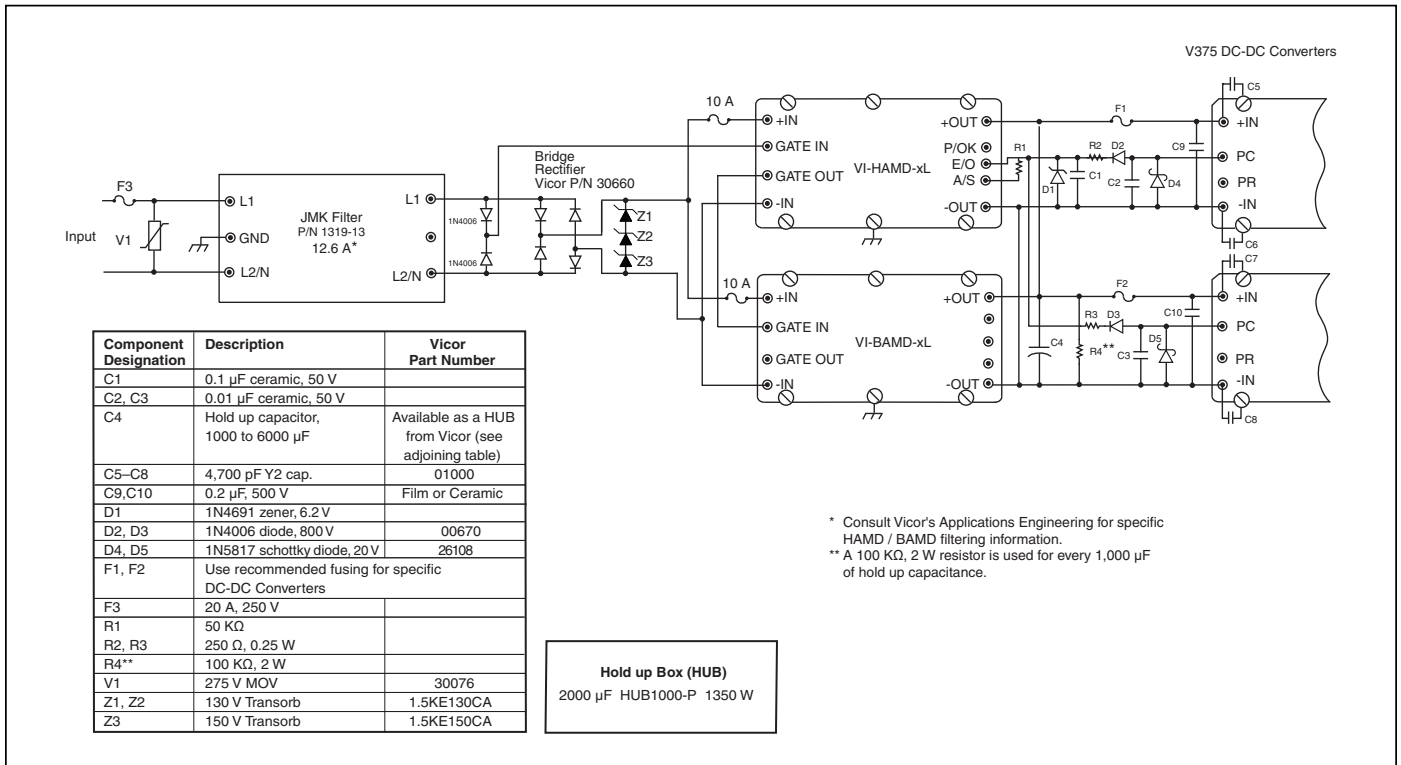 V375 DC-DC Converters
F3
Input
V1
L1
GND
L2/N
JMK Filter
P/N 1319-13
12.6 A*
L1
L2/N
1N4006
1N4006
Bridge
Rectifier
Vicor P/N 30660
Z1
Z2
Z3
10 A
+IN
GATE IN
GATE OUT
-IN
VI-HAMD-xL
+OUT
P/OK
E/O
A/S
-OUT
R1
D1
C1
R2
D2
C2
D4
F1
C9
C5
+IN
PC
PR
-IN
C6
10 A
+IN
GATE IN
GATE OUT
-IN
VI-BAMD-xL
+OUT
-OUT
C4
R4**
R3
D3
C3
D5
F2
C10
C7
+IN
PC
PR
-IN
C8
Component Description Vicor
Designation Part Number
C1 0.1 µF ceramic, 50 V
C2, C3 0.01 µF ceramic, 50 V
C4 Hold up capacitor, Available as a HUB
1000 to 6000 µF from Vicor (see
adjoining table)
C5–C8 4,700 pF Y2 cap. 01000
C9,C10 0.2 µF, 500 V Film or Ceramic
D1 1N4691 zener, 6.2 V
D2, D3 1N4006 diode, 800 V 00670
D4, D5 1N5817 schottky diode, 20 V 26108
F1, F2 Use recommended fusing for specific
DC-DC Converters
F3 20 A, 250 V
R1 50 KΩ
R2, R3 250 Ω, 0.25 W
R4** 100 KΩ, 2 W
V1 275 V MOV 30076
Z1, Z2 130 V Transorb 1.5KE130CA
Z3 150 V Transorb 1.5KE150CA
Hold up Box (HUB)
2000 µF HUB1000-P 1350 W
* Consult Vicor's Applications Engineering for specific
HAMD / BAMD filtering information.
** A 100 KΩ, 2 W resistor is used for every 1,000 µF
of hold up capacitance.